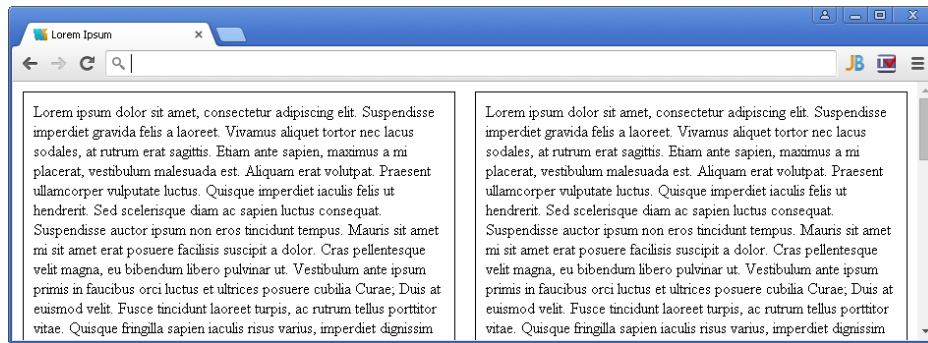 Lorem Ipsum
JB
Lorem ipsum dolor sit amet, consectetur adipiscing elit. Suspendisse
imperdiet gravida felis a laoreet. Vivamus aliquet tortor nec lacus
sodales, at rutrum erat sagittis. Etiam ante sapien, maximus a mi
placerat, vestibulum malesuada est. Aliquam erat volutpat. Praesent
ullamcorper vulputate luctus. Quisque imperdiet iaculis felis ut
hendrerit. Sed scelerisque diam ac sapien luctus consequat.
Suspendisse auctor ipsum non eros tincidunt tempus. Mauris sit amet
mi sit amet erat posuere facilisis suscipit a dolor. Cras pellentesque
velit magna, eu bibendum libero pulvinar ut. Vestibulum ante ipsum
primis in faucibus orci luctus et ultrices posuere cubilia Curae; Duis at
euismod velit. Fusce tincidunt laoreet turpis, ac rutrum tellus porttitor
vitae. Quisque fringilla sapien iaculis risus varius, imperdiet dignissim
Lorem ipsum dolor sit amet, consectetur adipiscing elit. Suspendisse
imperdiet gravida felis a laoreet. Vivamus aliquet tortor nec lacus
sodales, at rutrum erat sagittis. Etiam ante sapien, maximus a mi
placerat, vestibulum malesuada est. Aliquam erat volutpat. Praesent
ullamcorper vulputate luctus. Quisque imperdiet iaculis felis ut
hendrerit. Sed scelerisque diam ac sapien luctus consequat.
Suspendisse auctor ipsum non eros tincidunt tempus. Mauris sit amet
mi sit amet erat posuere facilisis suscipit a dolor. Cras pellentesque
velit magna, eu bibendum libero pulvinar ut. Vestibulum ante ipsum
primis in faucibus orci luctus et ultrices posuere cubilia Curae; Duis at
euismod velit. Fusce tincidunt laoreet turpis, ac rutrum tellus porttitor
vitae. Quisque fringilla sapien iaculis risus varius, imperdiet dignissim